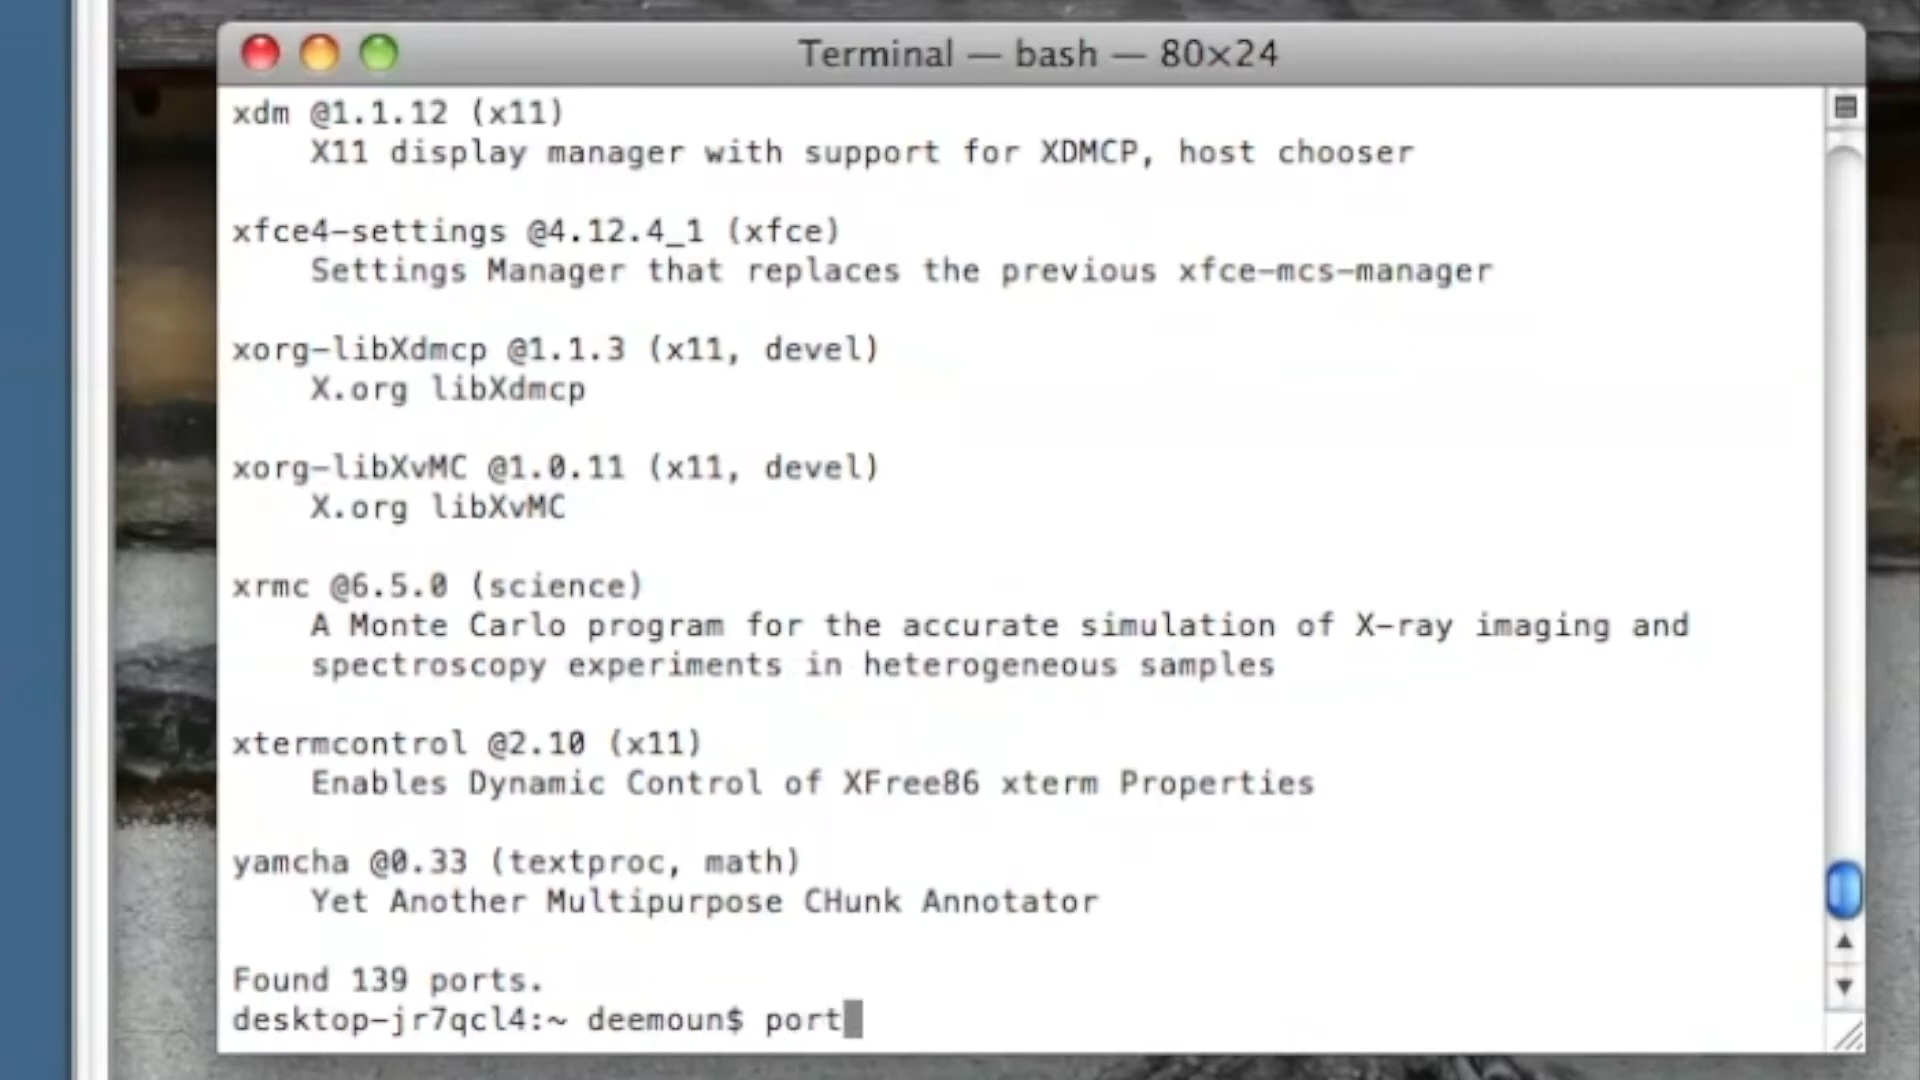 Terminal — bash — 80×24
xdm @1.1.12 (x11)
X11 display manager with support for XDMCP, host chooser
xfce4-settings @4.12.4_1 (xfce)
Settings Manager that replaces the previous xfce-mcs-manager
xorg-libXdmcp @1.1.3 (x11, devel)
X.org libXdmcp
xorg-libXvMC @1.0.11 (x11, devel)
X.org libXvMC
xrmc @6.5.0 (science)
A Monte Carlo program for the accurate simulation of X-ray imaging and
spectroscopy experiments in heterogeneous samples
xtermcontrol @2.10 (x11)
Enables Dynamic Control of XFree86 xterm Properties
yamcha @0.33 (textproc, math)
Yet Another Multipurpose CHunk Annotator
Found 139 ports.
desktop-jr7qcl4:~ deemoun$ port